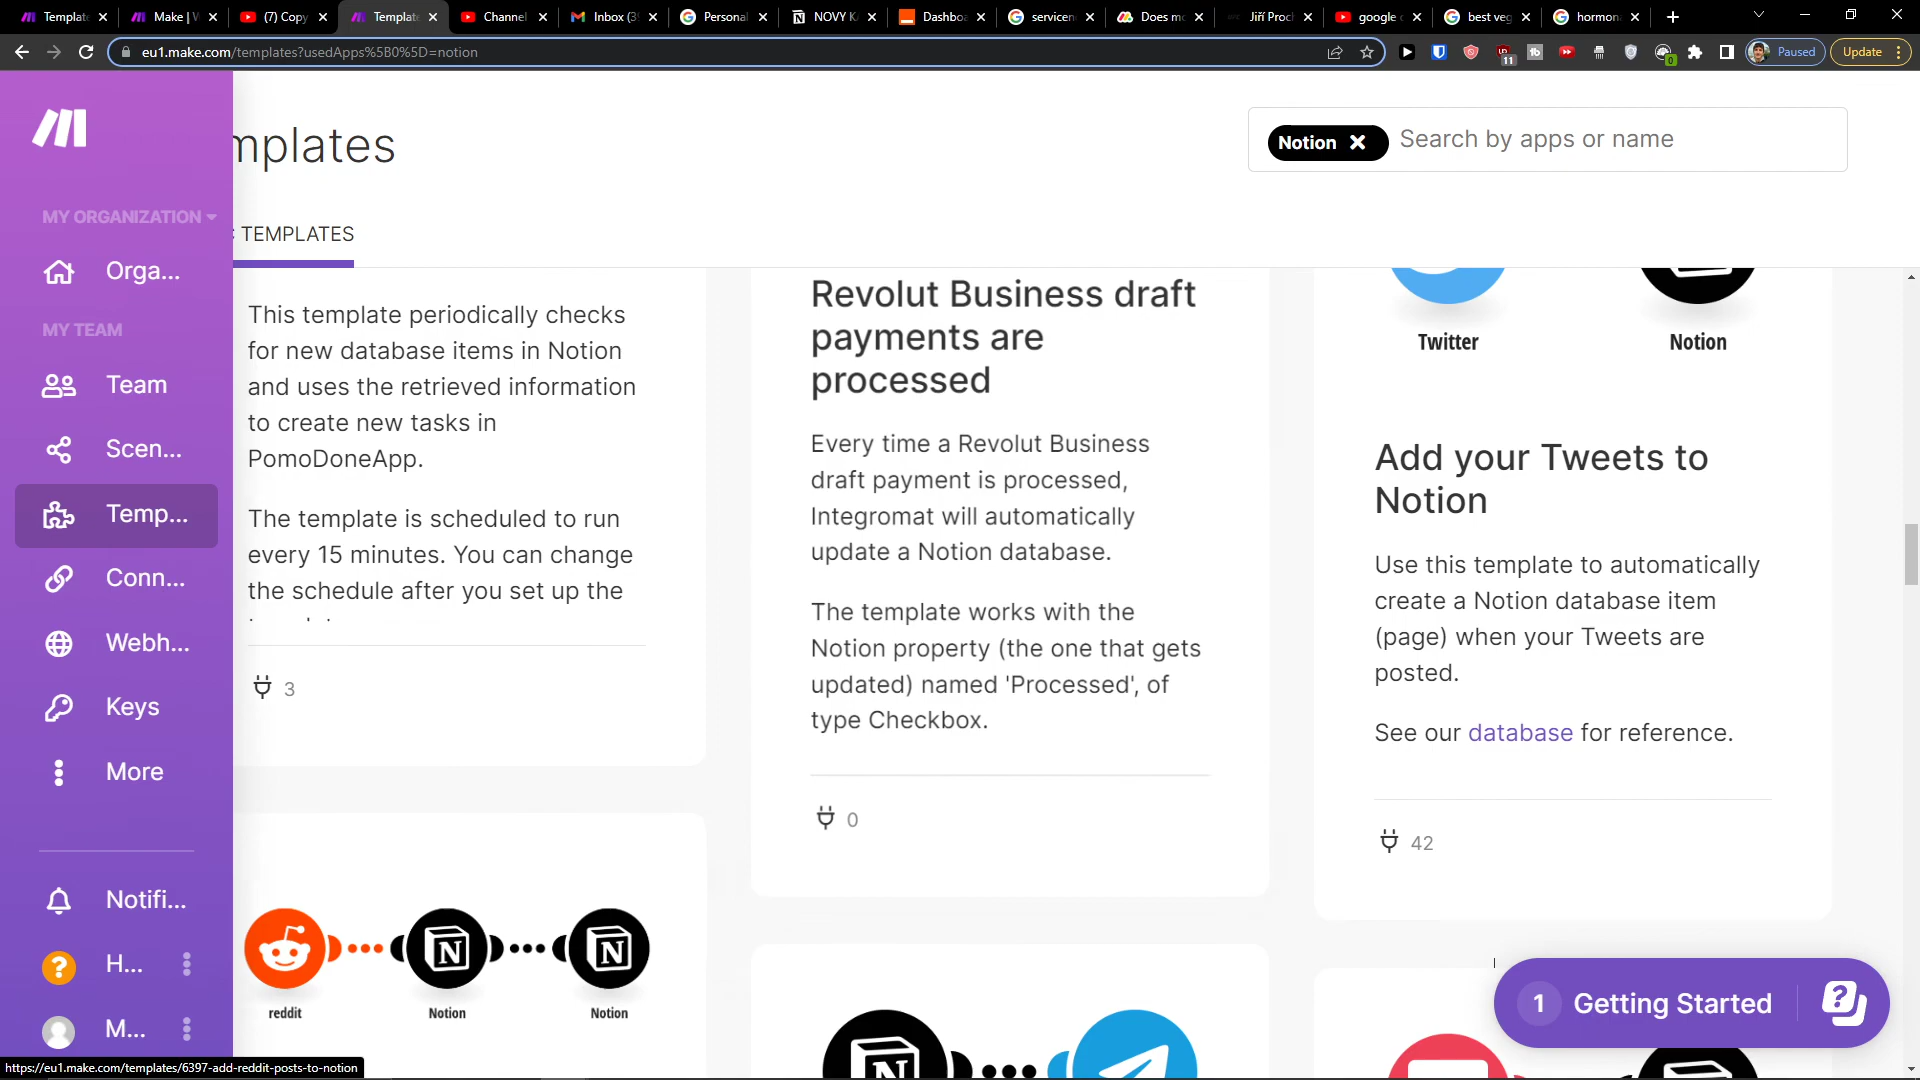 Template
Make | W
(7) Copy
Template
Channel
Inbox (3
Personal
NOVY K
Dashboa
servicen
Does m
Jiří Proch
google c
best veg
hormon
eu1.make.com/templates?usedApps%5B0%5D=notion
11
0
Paused
Update
mplates
Notion
Search by apps or name
MY ORGANIZATION
TEMPLATES
Orga...
MY TEAM
Team
Scen...
Temp...
Conn...
Webh...
Keys
More
Notifi...
H...
M...
This template periodically checks
for new database items in Notion
and uses the retrieved information
to create new tasks in
PomoDoneApp.
The template is scheduled to run
every 15 minutes. You can change
the schedule after you set up the
3
reddit
Notion
Notion
Revolut Business draft
payments are
processed
Every time a Revolut Business
draft payment is processed,
Integromat will automatically
update a Notion database.
The template works with the
Notion property (the one that gets
updated) named 'Processed', of
type Checkbox.
0
Twitter
Notion
Add your Tweets to
Notion
Use this template to automatically
create a Notion database item
(page) when your Tweets are
posted.
See our database for reference.
42
1 Getting Started
https://eu1.make.com/templates/6397-add-reddit-posts-to-notion